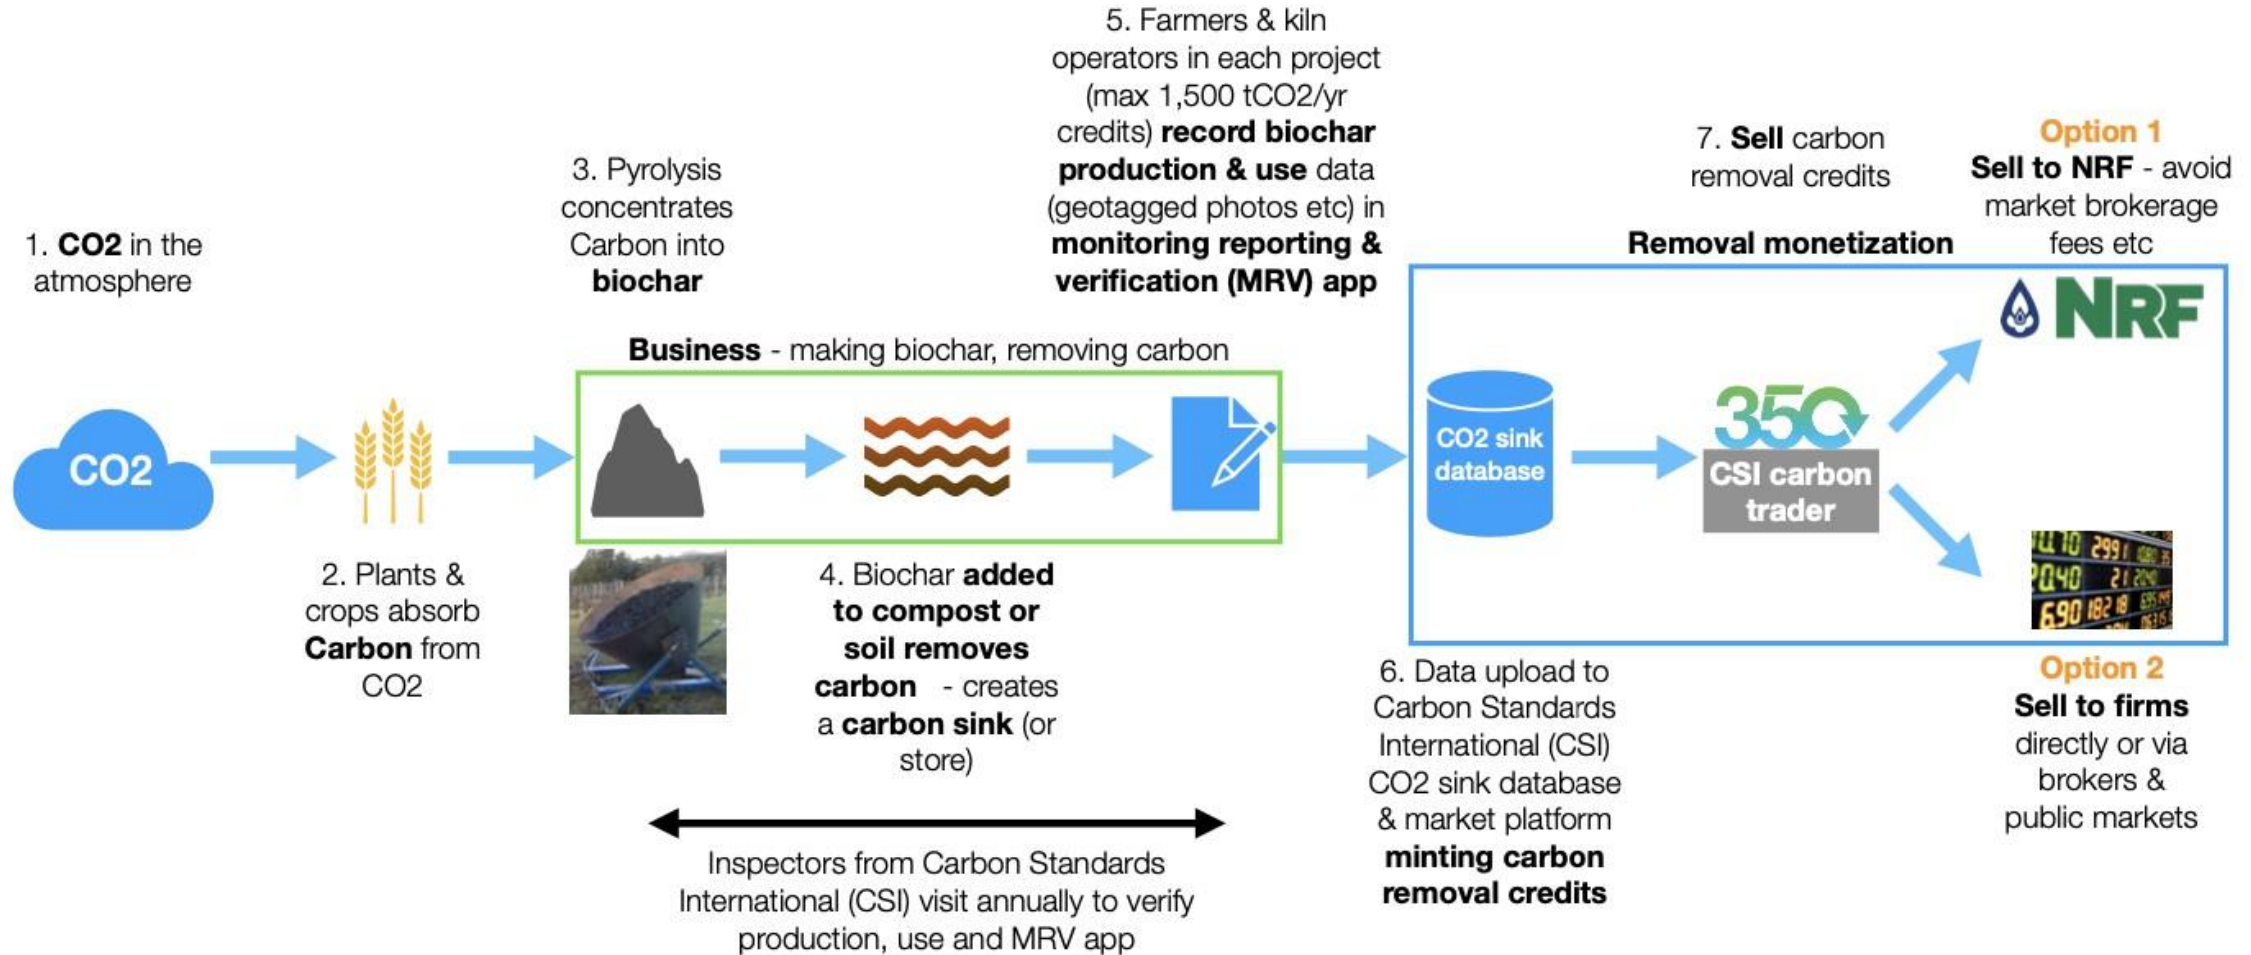 1. CO2 in the
atmosphere
CO2
2. Plants &
crops absorb
Carbon from
CO2
3. Pyrolysis
concentrates
Carbon into
biochar
Business - making biochar, removing carbon
4. Biochar added
to compost or
soil removes
carbon - creates
a carbon sink (or
store)
Inspectors from Carbon Standards
International (CSI) visit annually to verify
production, use and MRV app
5. Farmers & kiln
operators in each project
(max 1,500 tCO2/yr
credits) record biochar
production & use data
(geotagged photos etc) in
monitoring reporting &
verification (MRV) app
CO2 sink
database
6. Data upload to
Carbon Standards
International (CSI)
CO2 sink database
& market platform
minting carbon
removal credits
7. Sell carbon
removal credits
Removal monetization
350
CSI carbon
trader
Option 1
Sell to NRF - avoid
market brokerage
fees etc
NRF
2991
2040
21
6.90 182 18
Option 2
Sell to firms
directly or via
brokers &
public markets